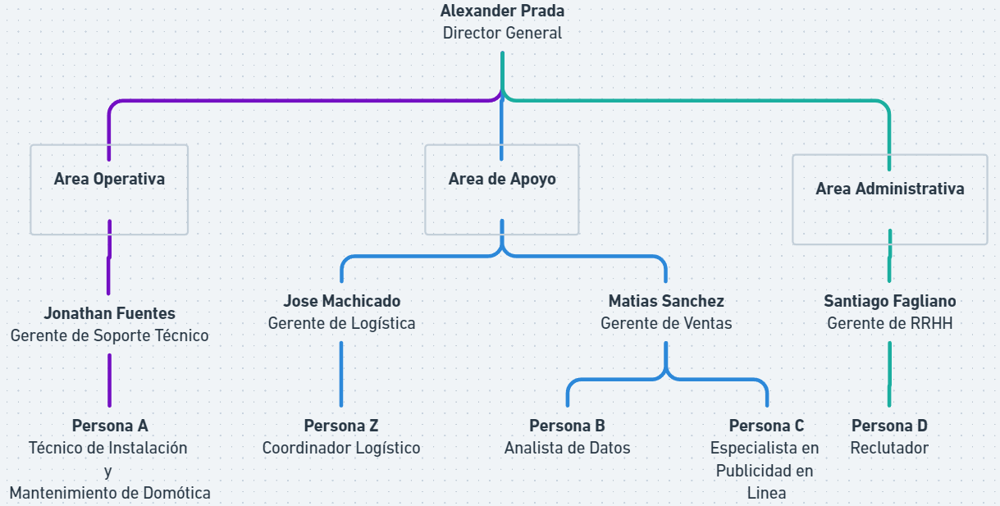 Alexander Prada
Director General
Area Operativa
Area de Apoyo
Area Administrativa
Jonathan Fuentes
Gerente de Soporte Técnico
Jose Machicado
Gerente de Logística
Matias Sanchez
Gerente de Ventas
Santiago Fagliano
Gerente de RRHH
Persona A
Técnico de Instalación
y
Mantenimiento de Domótica
Persona Z
Coordinador Logístico
Persona B
Analista de Datos
Persona C
Especialista en
Publicidad en
Linea
Persona D
Reclutador